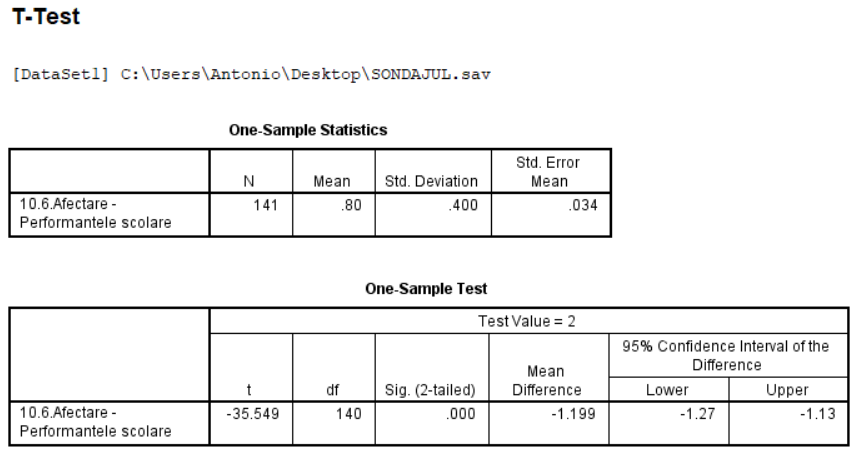 T-Test
[DataSet1] C:\Users\Antonio\Desktop\SONDAJUL.sav
One-Sample Statistics
N Mean Std. Deviation Std. Error Mean
10.6.Afectare - Performantele scolare 141 .80 .400 .034
One-Sample Test
Test Value = 2
t df Sig. (2-tailed) Mean Difference 95% Confidence Interval of the Difference
Lower Upper
10.6.Afectare - Performantele scolare -35.549 140 .000 -1.199 -1.27 -1.13